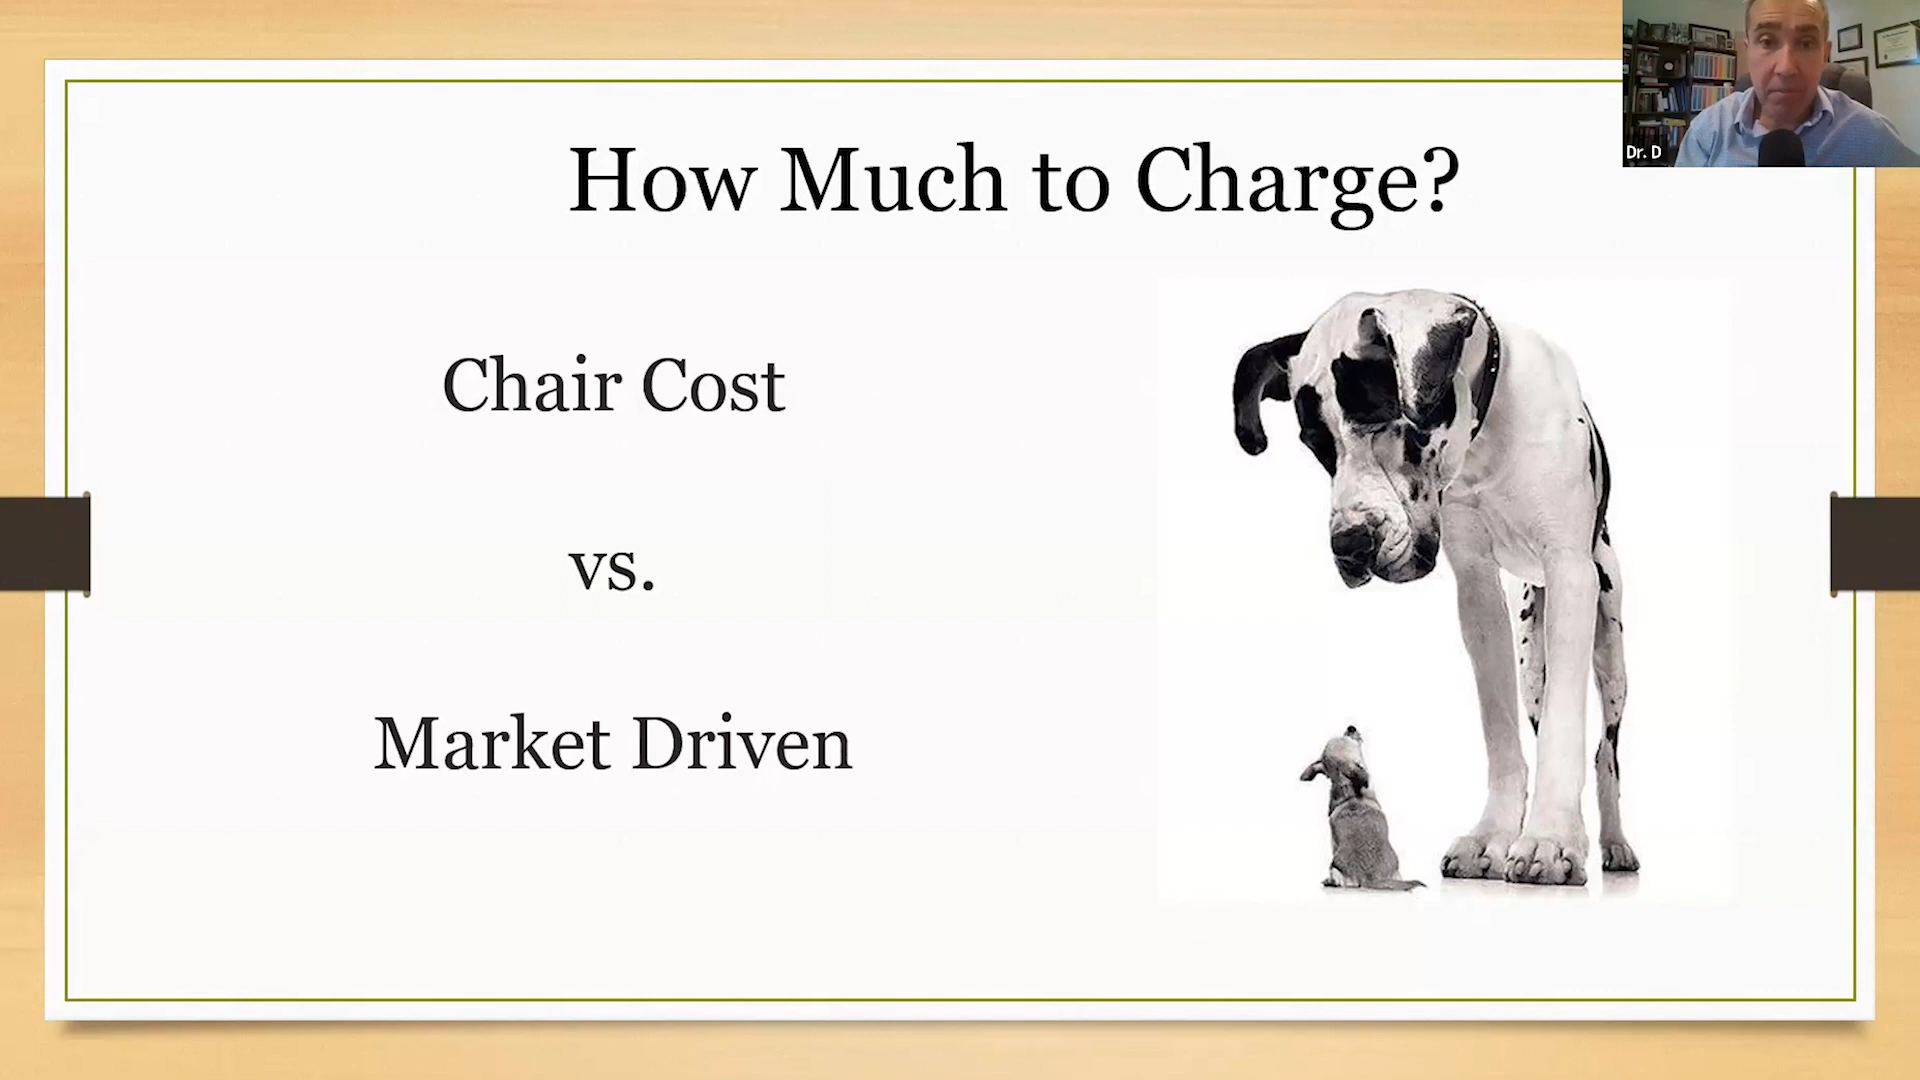 How Much to Charge?
Chair Cost
vs.
Market Driven
Dr. D